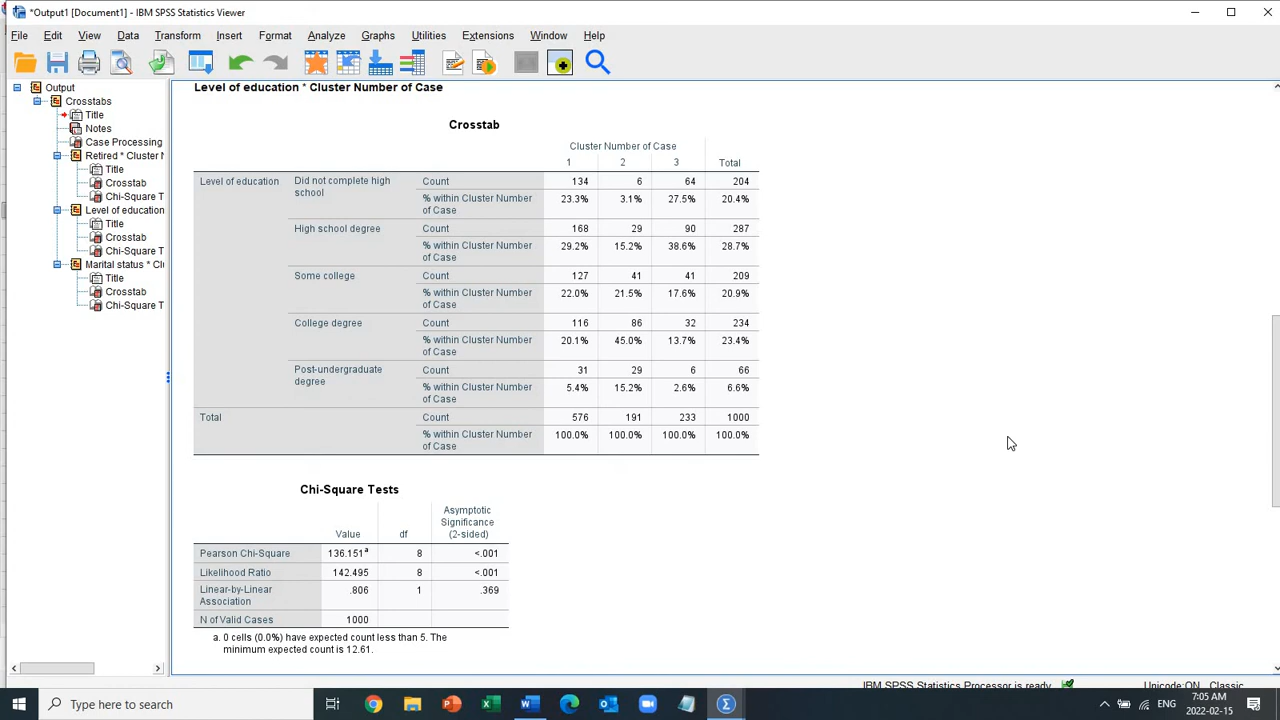 *Output1 [Document1] - IBM SPSS Statistics Viewer
File Edit View Data Transform Insert Format Analyze Graphs Utilities Extensions Window Help
Output
Crosstabs
Title
Notes
Case Processing
Retired * Cluster N
Title
Crosstab
Chi-Square T
Level of education
Title
Crosstab
Chi-Square T
Marital status * Cl
Title
Crosstab
Chi-Square T
Level of education * Cluster Number of Case
Crosstab
Cluster Number of Case
1 2 3 Total
Level of education Did not complete high school Count 134 6 64 204
% within Cluster Number of Case 23.3% 3.1% 27.5% 20.4%
High school degree Count 168 29 90 287
% within Cluster Number of Case 29.2% 15.2% 38.6% 28.7%
Some college Count 127 41 41 209
% within Cluster Number of Case 22.0% 21.5% 17.6% 20.9%
College degree Count 116 86 32 234
% within Cluster Number of Case 20.1% 45.0% 13.7% 23.4%
Post-undergraduate degree Count 31 29 6 66
% within Cluster Number of Case 5.4% 15.2% 2.6% 6.6%
Total Count 576 191 233 1000
% within Cluster Number of Case 100.0% 100.0% 100.0% 100.0%
Chi-Square Tests
Value df Asymptotic Significance (2-sided)
Pearson Chi-Square 136.151a 8 <.001
Likelihood Ratio 142.495 8 <.001
Linear-by-Linear Association .806 1 .369
N of Valid Cases 1000
a. 0 cells (0.0%) have expected count less than 5. The
minimum expected count is 12.61.
IBM SPSS Statistics Processor is ready Unicode:ON Classic
Type here to search
ENG
7:05 AM
2022-02-15